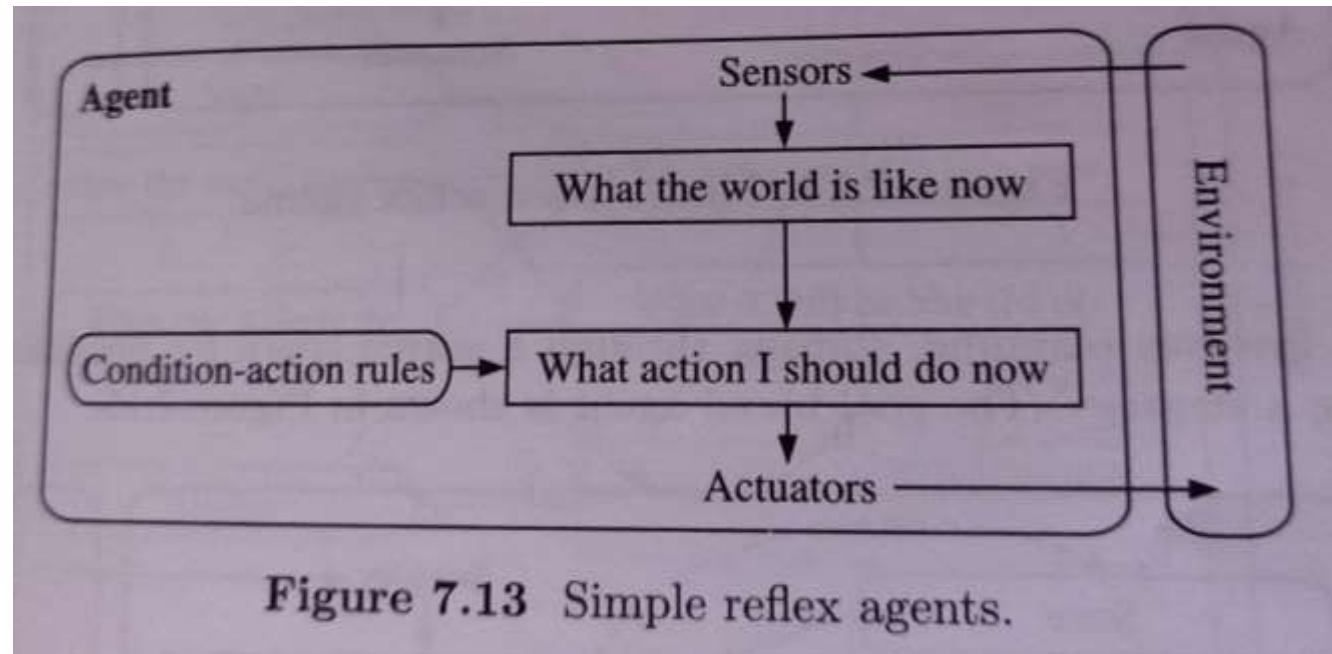 Agent
Sensors
What the world is like now
Condition-action rules
What action I should do now
Actuators
Environment
Figure 7.13 Simple reflex agents.